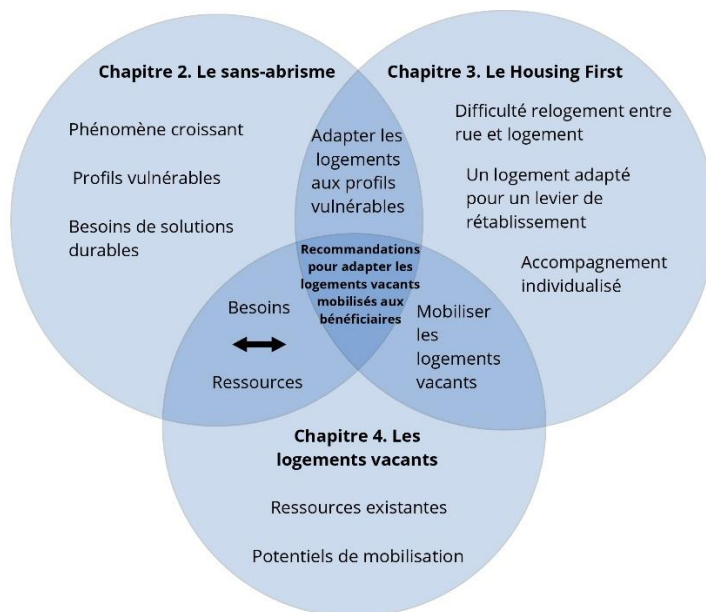 Chapitre 2. Le sans-abrisme
Phénomène croissant
Profils vulnérables
Besoins de solutions
durables
Chapitre 3. Le Housing First
Difficulté relogement entre
rue et logement
Un logement adapté
pour un levier de
rétablissement
Accompagnement
individualisé
Adapter les
logements
aux profils
vulnérables
Recommandations
pour adapter les
logements vacants
mobilisés aux
bénéficiaires
Besoins
Ressources
Mobiliser
les
logements
vacants
Chapitre 4. Les
logements vacants
Ressources existantes
Potentiels de mobilisation